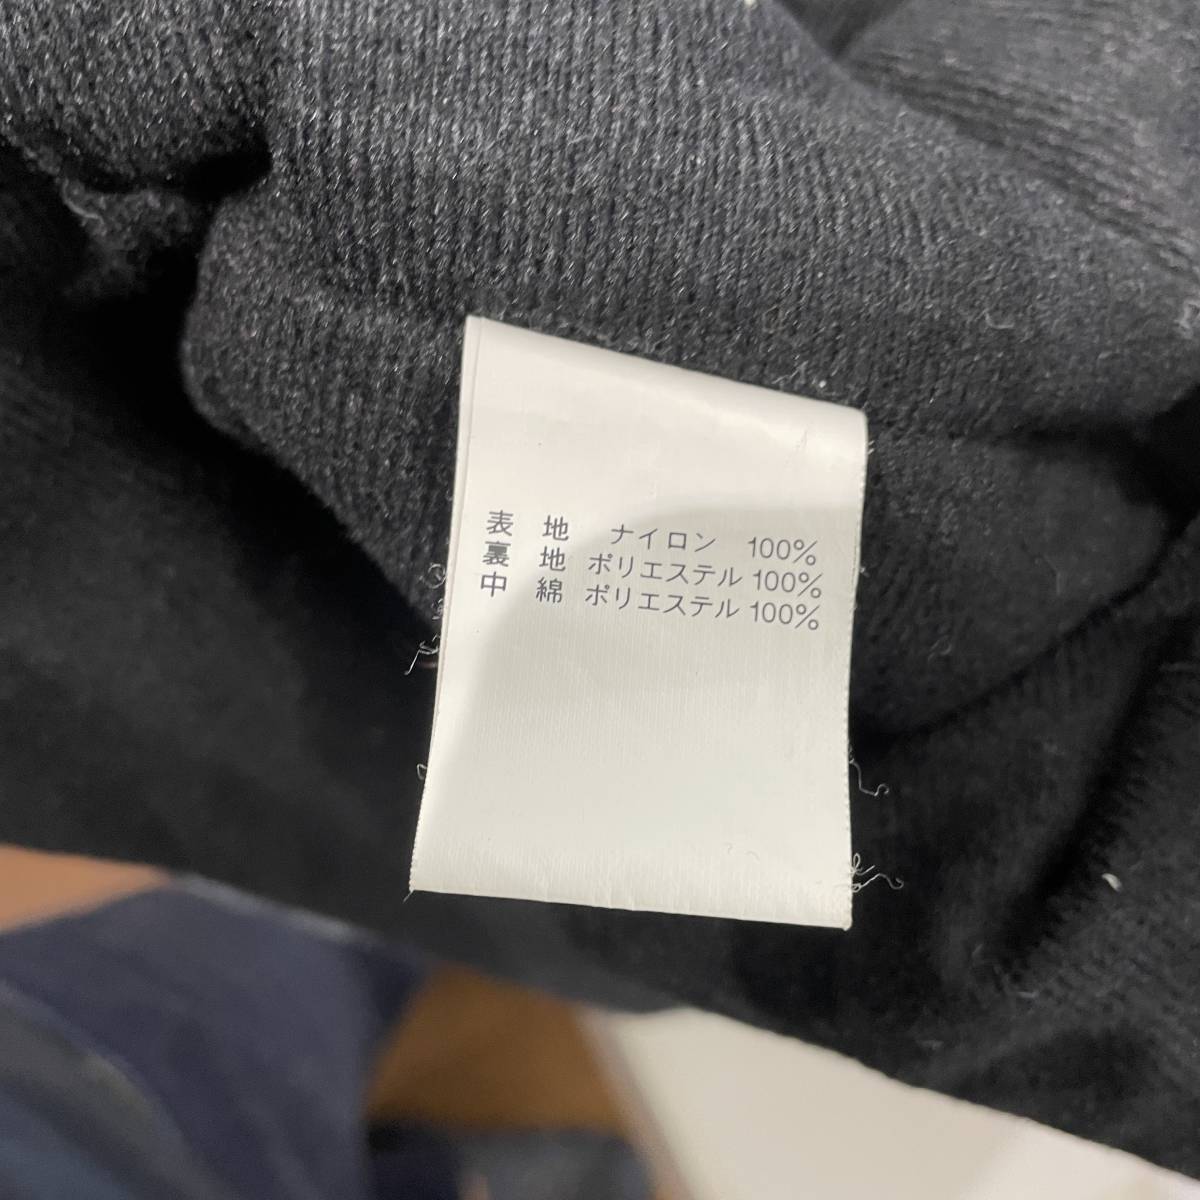 表 地 ナイロン 100%
裏 地 ポリエステル 100%
中 綿 ポリエステル 100%